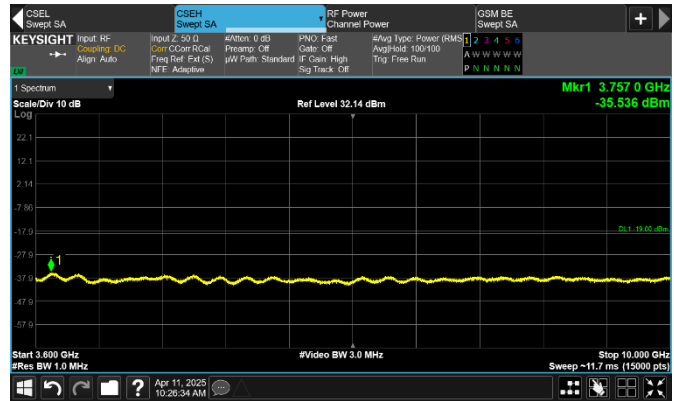 CSEL
Swept SA
CSEH
Swept SA
RF Power
Channel Power
GSM BE
Swept SA
KEYSIGHT
Input: RF
Coupling: DC
Align: Auto
Input Z: 50 Ω
Corr CCorr RCal
Freq Ref: Ext (S)
NFE: Adaptive
#Atten: 0 dB
Preamp: Off
µW Path: Standard
PNO: Fast
Gate: Off
IF Gain: High
Sig Track: Off
#Avg Type: Power (RMS
Avg|Hold: 100/100
Trig: Free Run
1 2 3 4 5 6
A W W W W W
P N N N N N
1 Spectrum
Scale/Div 10 dB
Log
Ref Level 32.14 dBm
Mkr1 3.757 0 GHz
-35.536 dBm
22.1
12.1
2.14
-7.86
-17.9
DL1 -19.00 dBm
-27.9
1
-37.9
-47.9
-57.9
Start 3.600 GHz
#Res BW 1.0 MHz
#Video BW 3.0 MHz
Stop 10.000 GHz
Sweep ~11.7 ms (15000 pts)
Apr 11, 2025
10:26:34 AM